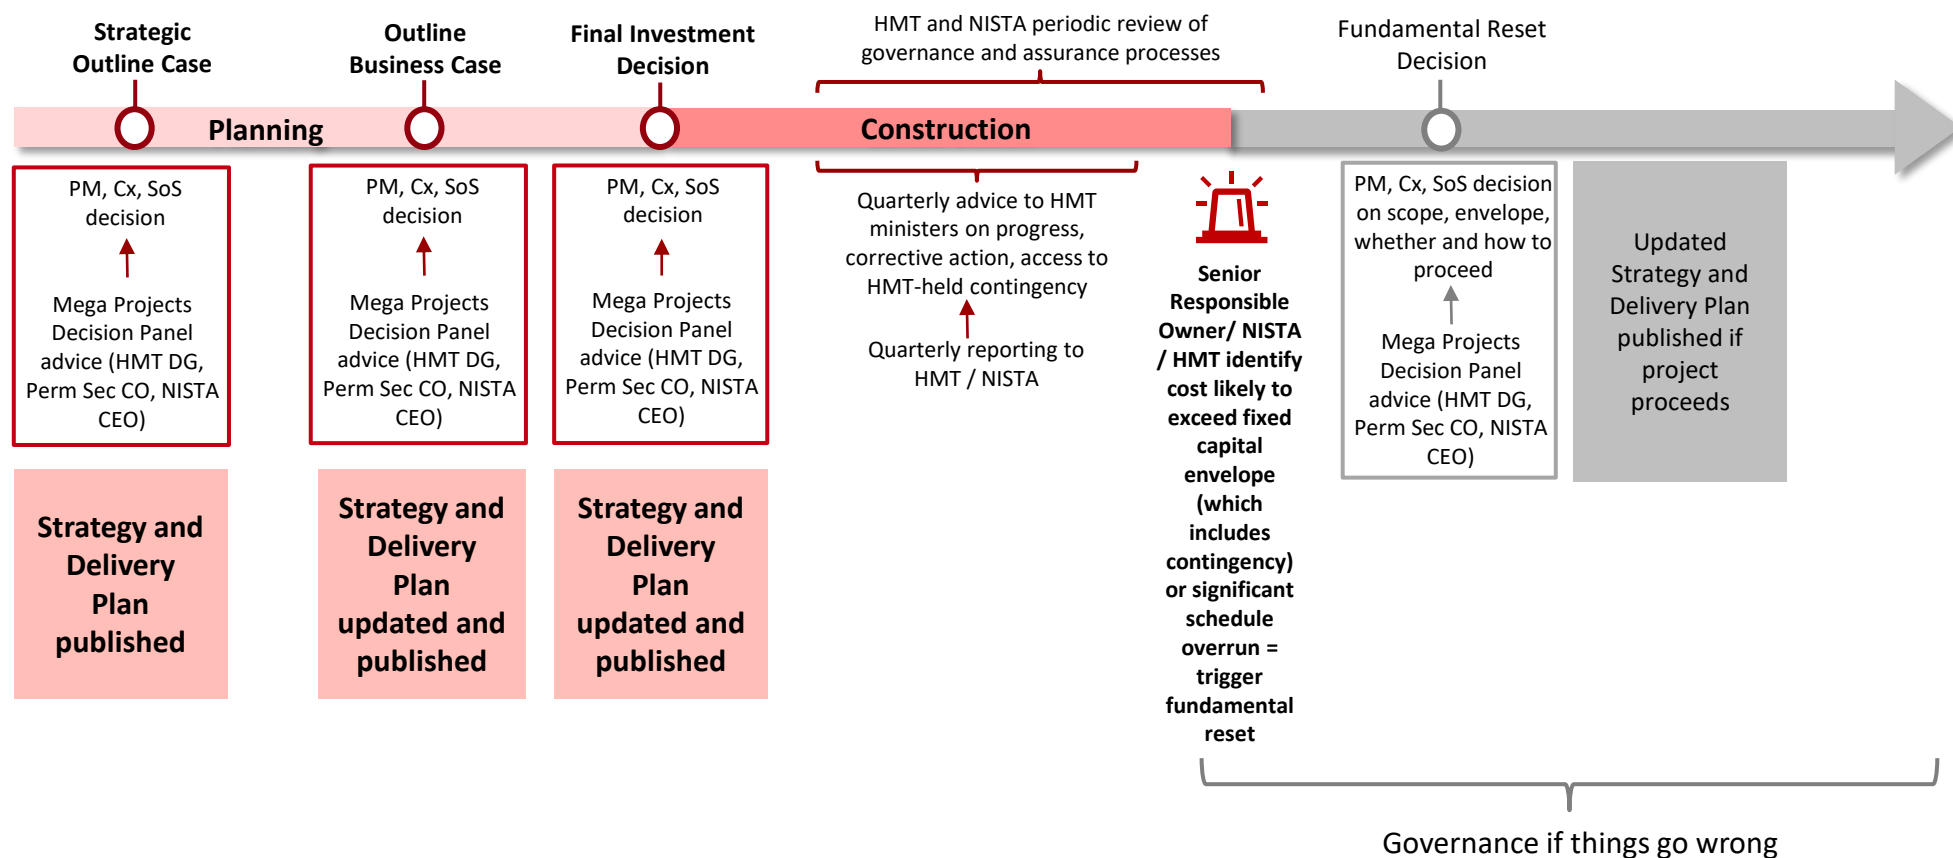 Strategic
Outline Case
Outline
Business Case
Final Investment
Decision
HMT and NISTA periodic review of
governance and assurance processes
Fundamental Reset
Decision
Planning
Construction
PM, Cx, SoS
decision
Mega Projects
Decision Panel
advice (HMT DG,
Perm Sec CO, NISTA
CEO)
PM, Cx, SoS
decision
Mega Projects
Decision Panel
advice (HMT DG,
Perm Sec CO, NISTA
CEO)
PM, Cx, SoS
decision
Mega Projects
Decision Panel
advice (HMT DG,
Perm Sec CO, NISTA
CEO)
Quarterly advice to HMT
ministers on progress,
corrective action, access to
HMT-held contingency
Quarterly reporting to
HMT / NISTA
Senior
Responsible
Owner/ NISTA
/ HMT identify
cost likely to
exceed fixed
capital
envelope
(which
includes
contingency)
or significant
schedule
overrun =
trigger
fundamental
reset
PM, Cx, SoS decision
on scope, envelope,
whether and how to
proceed
Mega Projects
Decision Panel
advice (HMT DG,
Perm Sec CO, NISTA
CEO)
Updated
Strategy and
Delivery Plan
published if
project
proceeds
Strategy and
Delivery
Plan
published
Strategy and
Delivery
Plan
updated and
published
Strategy and
Delivery
Plan
updated and
published
Governance if things go wrong